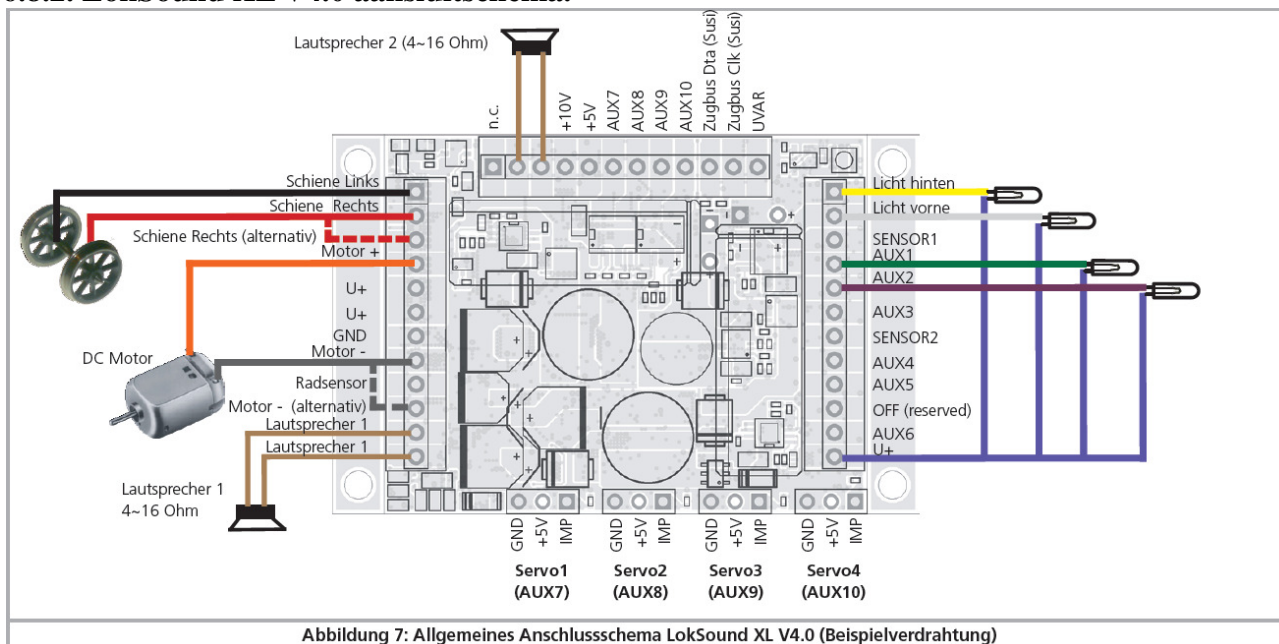 Lautsprecher 2 (4~16 Ohm)
n.c.
+10V
+5V
AUX7
AUX8
AUX9
AUX10
Zugbus Dta (Susi)
Zugbus Clk (Susi)
UVAR
Schiene Links
Schiene Rechts
Schiene Rechts (alternativ)
Motor +
U+
U+
GND
Motor -
DC Motor
Radsensor
Motor - (alternativ)
Lautsprecher 1
Lautsprecher 1
Lautsprecher 1
4~16 Ohm
Licht hinten
Licht vorne
SENSOR1
AUX1
AUX2
AUX3
SENSOR2
AUX4
AUX5
OFF (reserved)
AUX6
U+
GND
+5V
IMP
GND
+5V
IMP
GND
+5V
IMP
GND
+5V
IMP
Servo1
(AUX7)
Servo2
(AUX8)
Servo3
(AUX9)
Servo4
(AUX10)
Abbildung 7: Allgemeines Anschlussschema LokSound XL V4.0 (Beispielverdrahtung)